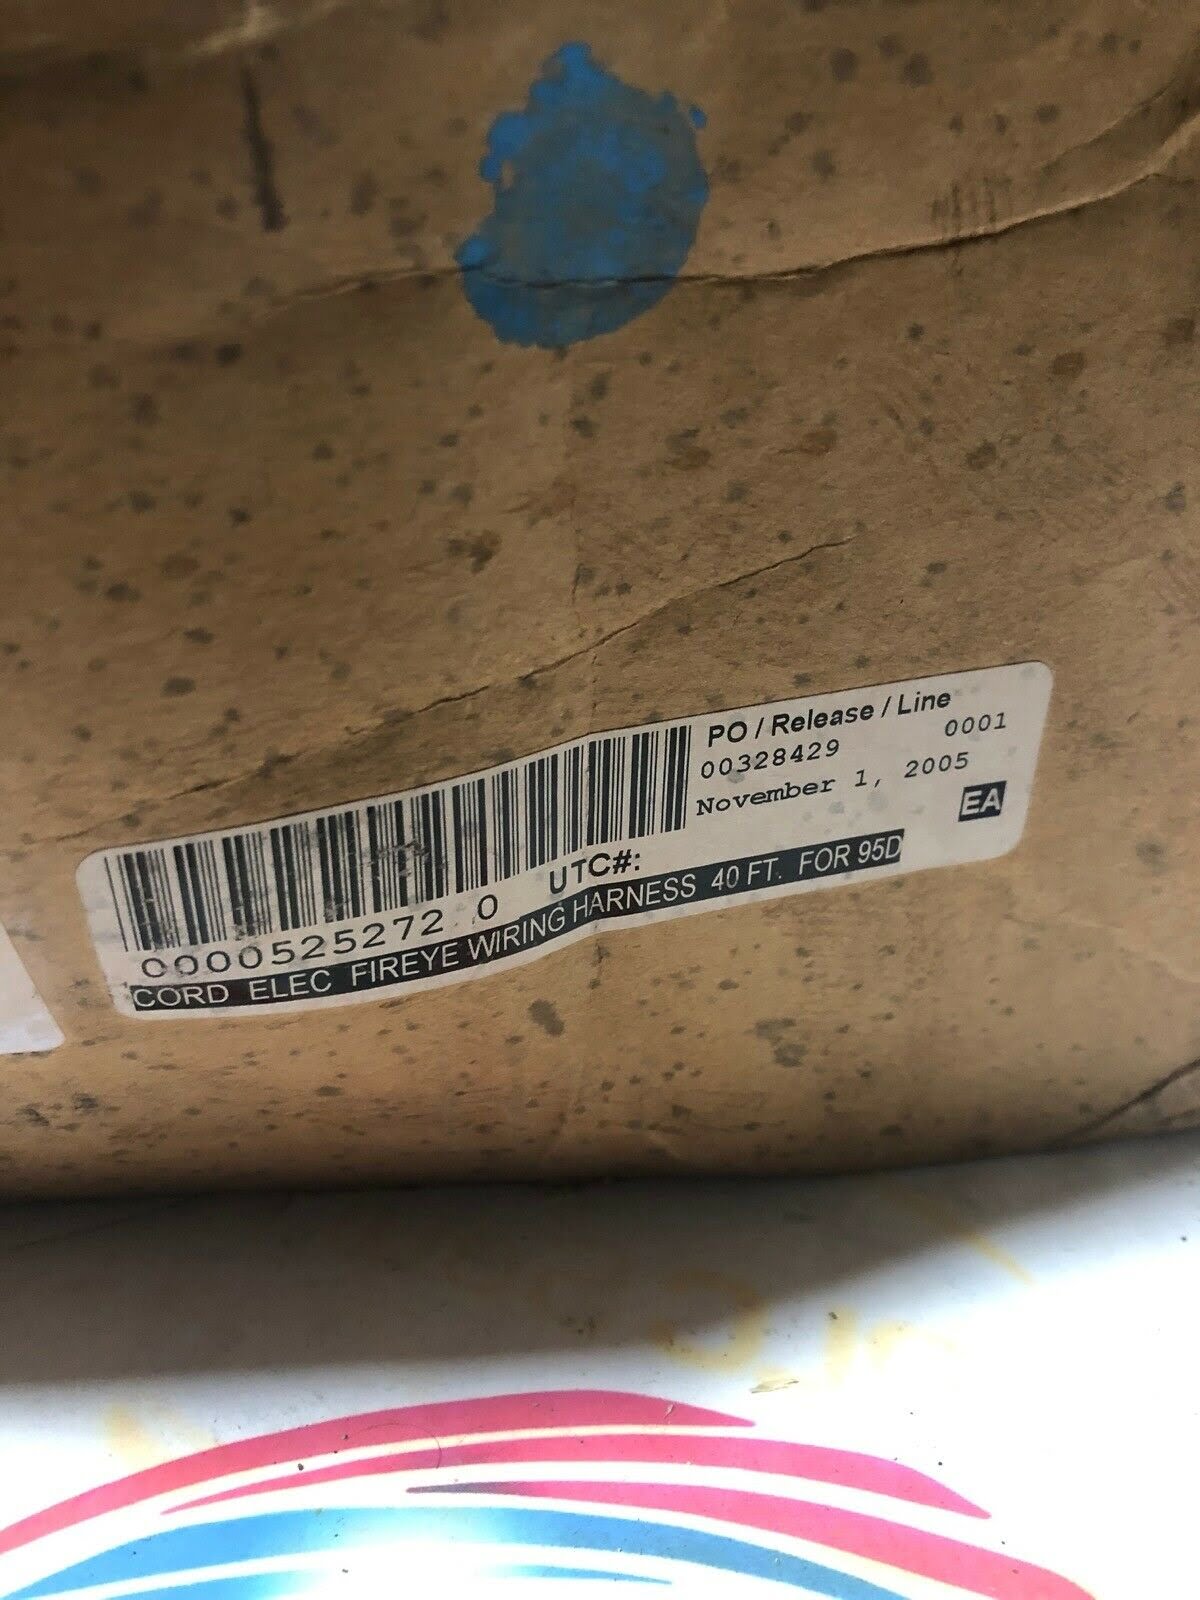 PO / Release / Line
00328429 0001
November 1, 2005
EA
UTC#:
0000525272 0
CORD ELEC FIREYE WIRING HARNESS 40 FT. FOR 95D